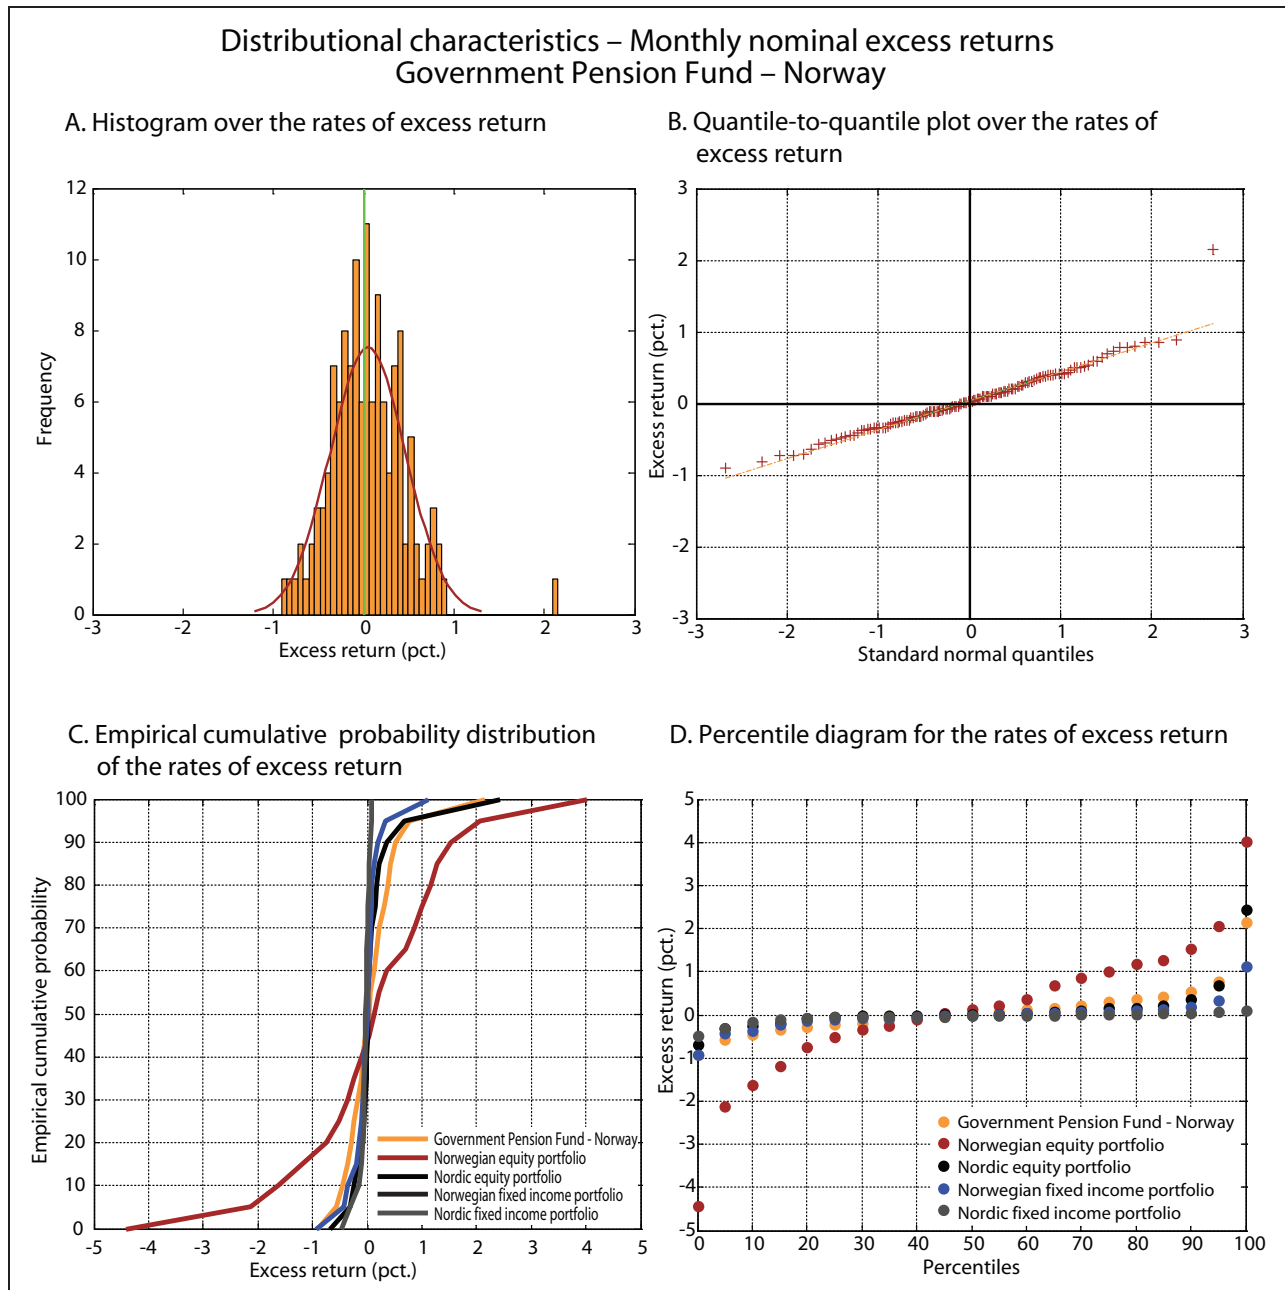 Distributional characteristics – Monthly nominal excess returns
Government Pension Fund – Norway
A. Histogram over the rates of excess return
12
10
8
6
4
2
0
-3 -2 -1 0 1 2 3
Frequency
Excess return (pct.)
B. Quantile-to-quantile plot over the rates of
excess return
3
2
1
0
-1
-2
-3
-3 -2 -1 0 1 2 3
Excess return (pct.)
Standard normal quantiles
C. Empirical cumulative probability distribution
of the rates of excess return
100
90
80
70
60
50
40
30
20
10
0
-5 -4 -3 -2 -1 0 1 2 3 4 5
Empirical cumulative probability
Excess return (pct.)
Government Pension Fund - Norway
Norwegian equity portfolio
Nordic equity portfolio
Norwegian fixed income portfolio
Nordic fixed income portfolio
D. Percentile diagram for the rates of excess return
5
4
3
2
1
0
-1
-2
-3
-4
-5
0 10 20 30 40 50 60 70 80 90 100
Excess return (pct.)
Percentiles
Government Pension Fund - Norway
Norwegian equity portfolio
Nordic equity portfolio
Norwegian fixed income portfolio
Nordic fixed income portfolio